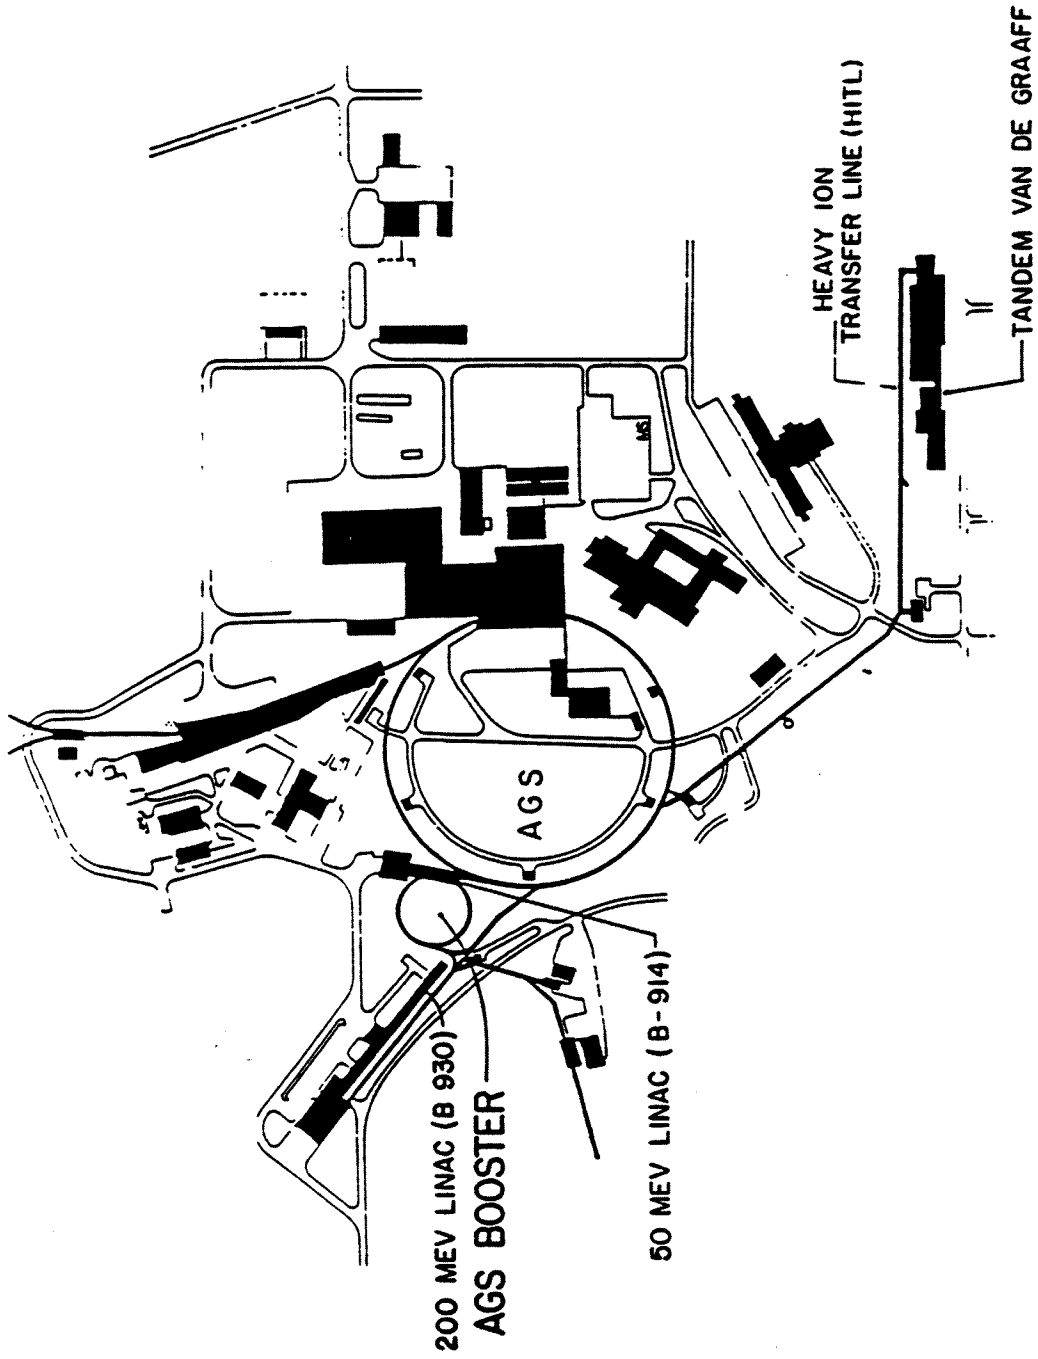 HEAVY ION
TRANSFER LINE (HITL)
TANDEM VAN DE GRAAFF
MS
AGS
200 MEV LINAC (B 930)
AGS BOOSTER
50 MEV LINAC (B-914)